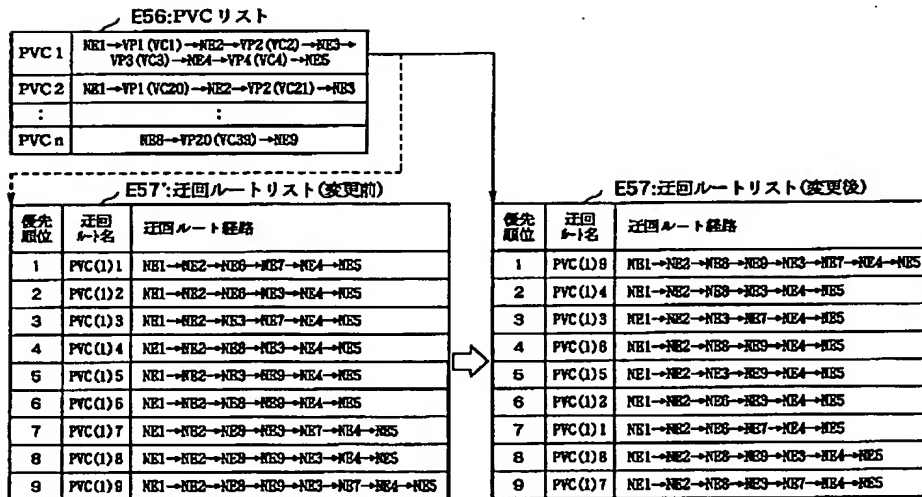 E56:PVC リスト
PVC 1 NE1→VP1(VC1)→NE2→VP2(VC2)→NE3→
VP3(VC3)→NE4→VP4(VC4)→NE5
PVC 2 NE1→VP1(VC20)→NE2→VP2(VC21)→NE3
: :
PVC n NE8→VP20(VC39)→NE9
E57':迂回ルートリスト(変更前)
優先順位 迂回ルート名 迂回ルート経路
1 PVC(1)1 NE1→NE2→NE6→NE7→NE4→NE5
2 PVC(1)2 NE1→NE2→NE6→NE3→NE4→NE5
3 PVC(1)3 NE1→NE2→NE3→NE7→NE4→NE5
4 PVC(1)4 NE1→NE2→NE8→NE3→NE4→NE5
5 PVC(1)5 NE1→NE2→NE3→NE9→NE4→NE5
6 PVC(1)6 NE1→NE2→NE8→NE9→NE4→NE5
7 PVC(1)7 NE1→NE2→NE8→NE3→NE7→NE4→NE5
8 PVC(1)8 NE1→NE2→NE8→NE9→NE3→NE4→NE5
9 PVC(1)9 NE1→NE2→NE8→NE9→NE3→NE7→NE4→NE5
E57:迂回ルートリスト(変更後)
優先順位 迂回ルート名 迂回ルート経路
1 PVC(1)9 NE1→NE2→NE8→NE9→NE3→NE7→NE4→NE5
2 PVC(1)4 NE1→NE2→NE8→NE3→NE4→NE5
3 PVC(1)3 NE1→NE2→NE3→NE7→NE4→NE5
4 PVC(1)6 NE1→NE2→NE8→NE9→NE4→NE5
5 PVC(1)5 NE1→NE2→NE3→NE9→NE4→NE5
6 PVC(1)2 NE1→NE2→NE6→NE3→NE4→NE5
7 PVC(1)1 NE1→NE2→NE6→NE7→NE4→NE5
8 PVC(1)8 NE1→NE2→NE8→NE9→NE3→NE4→NE5
9 PVC(1)7 NE1→NE2→NE8→NE3→NE7→NE4→NE5